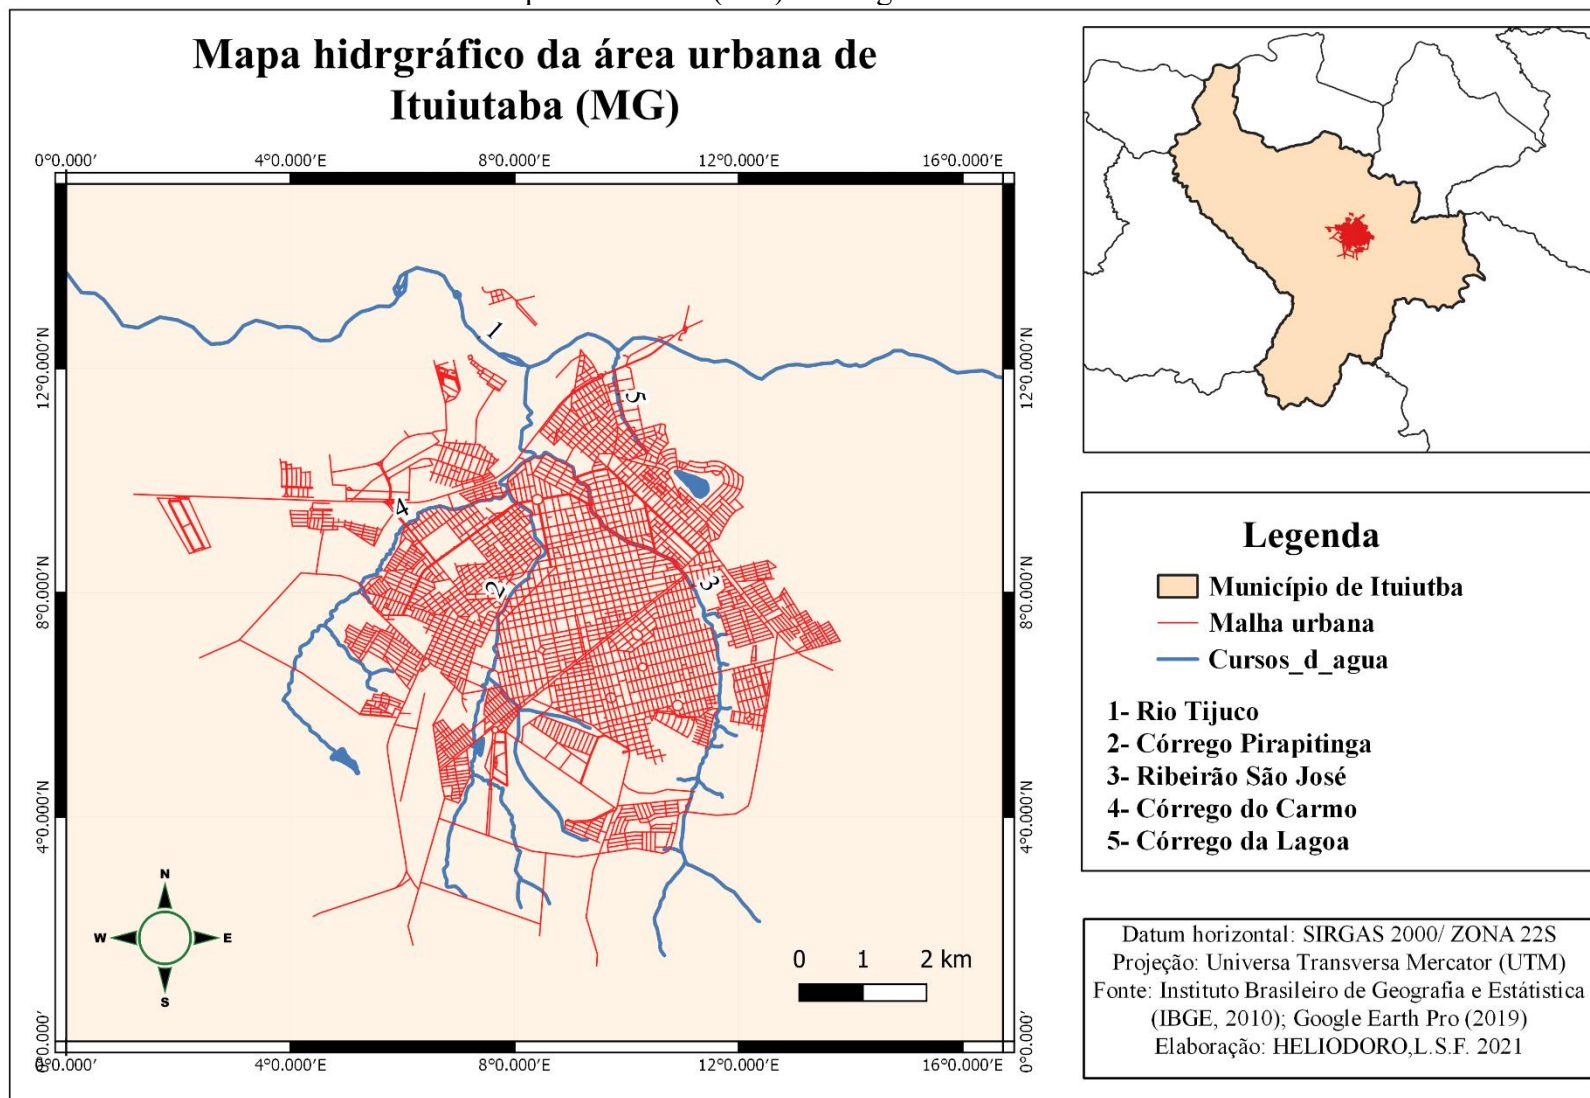 Mapa hidrgráfico da área urbana de
Ituiutaba (MG)
0°0.000′ 4°0.000′ 8°0.000′ 12°0.000′ 16°0.000′
12°0.000′N 12°0.000′N
8°0.000′N 8°0.000′N
4°0.000′N 4°0.000′N
0°0.000′ 0°0.000′
1
5
4
2
3
N
W E
S
0 1 2 km
0°0.000′ 4°0.000′ 8°0.000′ 12°0.000′ 16°0.000′
Legenda
Município de Ituiutba
Malha urbana
Cursos_d_agua
1- Rio Tijuco
2- Córrego Pirapitinga
3- Ribeirão São José
4- Córrego do Carmo
5- Córrego da Lagoa
Datum horizontal: SIRGAS 2000/ ZONA 22S
Projeção: Universa Transversa Mercator (UTM)
Fonte: Instituto Brasileiro de Geografia e Estátistica
(IBGE, 2010); Google Earth Pro (2019)
Elaboração: HELIODORO,L.S.F. 2021